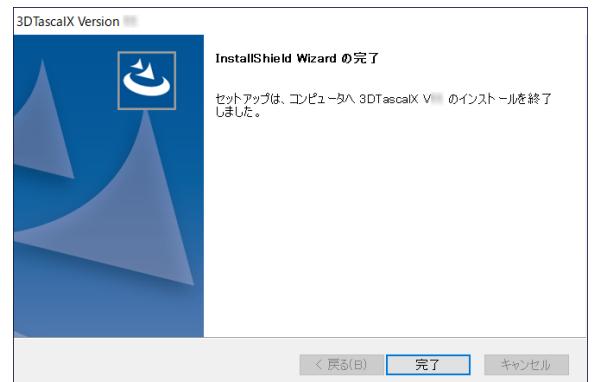 3DTascalX Version
InstallShield Wizard の完了
セットアップは、コンピュータへ 3DTascalX V のインストールを終了
しました。
< 戻る(B)
完了
キャンセル